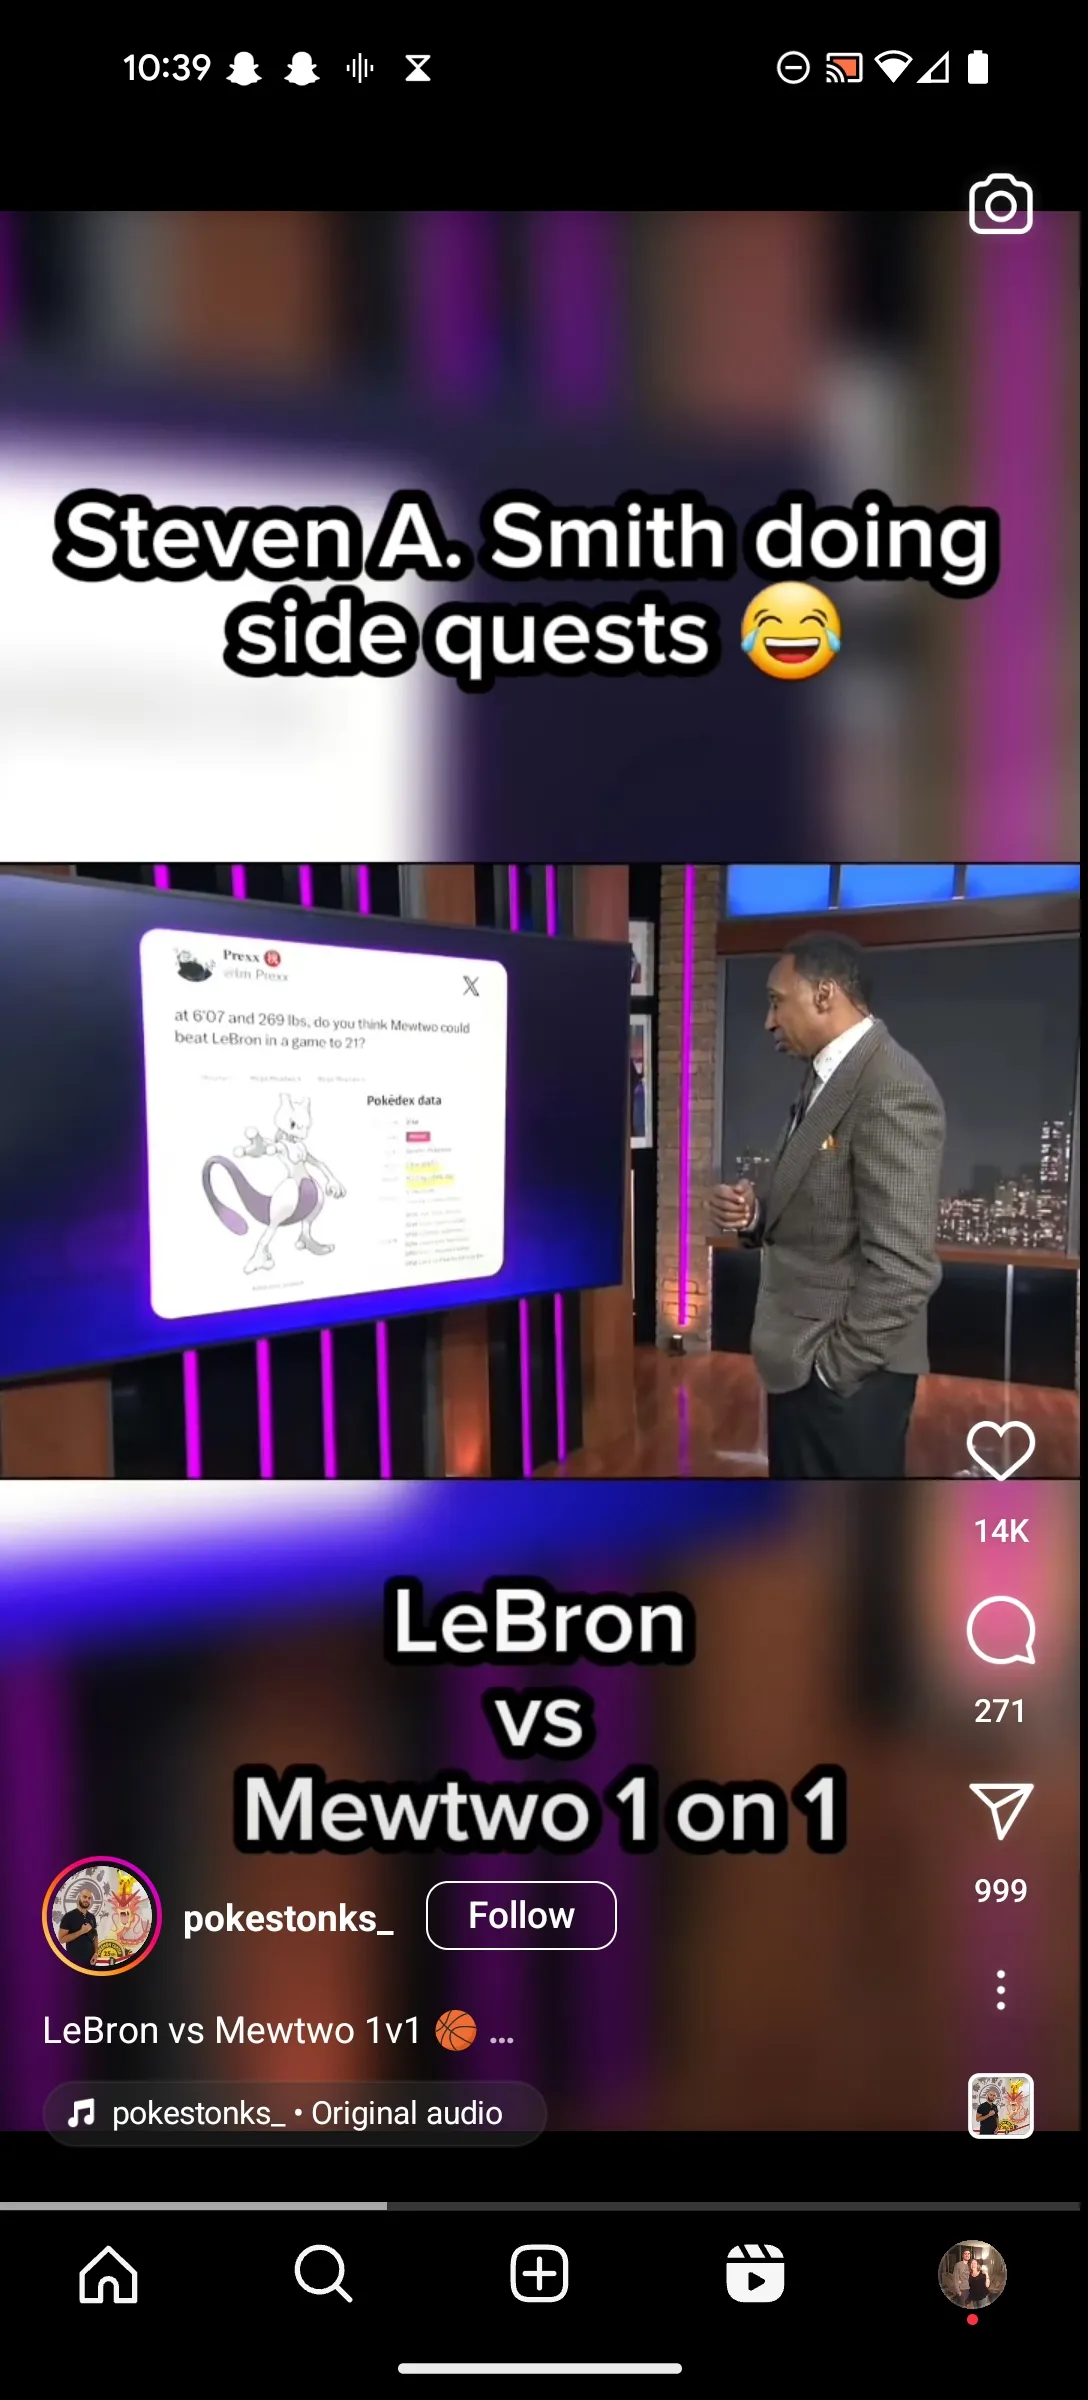 10:39
Steven A. Smith doing
side quests 😂
Prexx 祝
Prexx
at 6'07 and 269 lbs, do you think Mewtwo could
beat LeBron in a game to 21?
Pokédex data
LeBron
vs
Mewtwo 1 on 1
14K
271
999
pokestonks_
Follow
LeBron vs Mewtwo 1v1 🏀 ...
pokestonks_ • Original audio